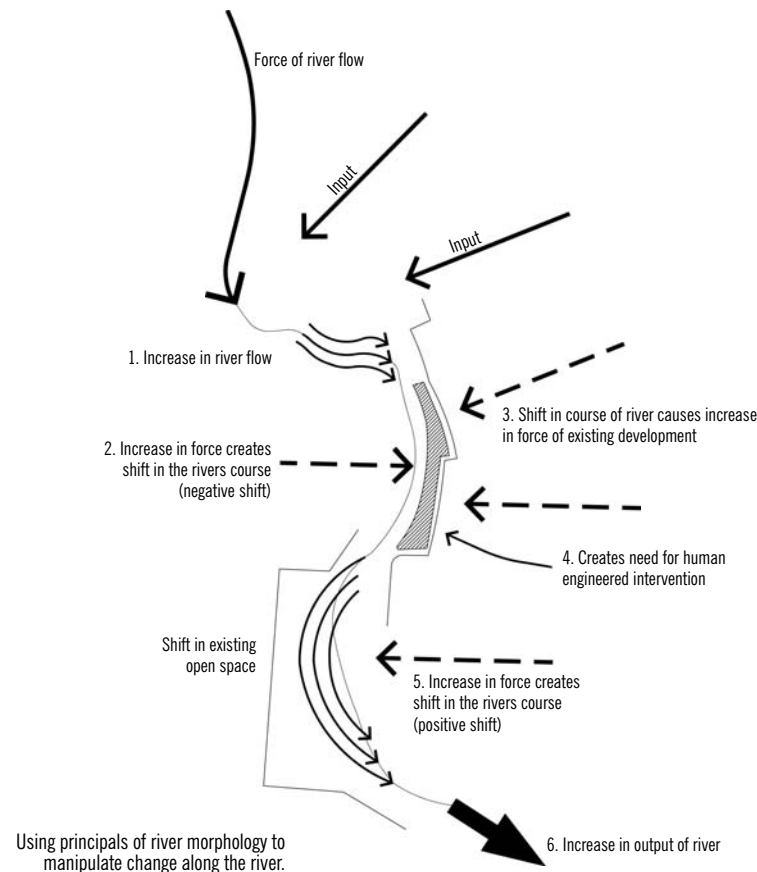 Force of river flow
Input
Input
1. Increase in river flow
3. Shift in course of river causes increase
in force of existing development
2. Increase in force creates
shift in the rivers course
(negative shift)
4. Creates need for human
engineered intervention
Shift in existing
open space
5. Increase in force creates
shift in the rivers course
(positive shift)
Using principals of river morphology to
manipulate change along the river.
6. Increase in output of river